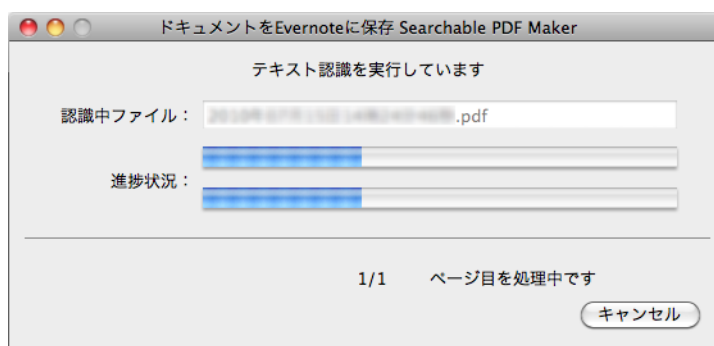 ドキュメントをEvernoteに保存 Searchable PDF Maker
テキスト認識を実行しています
認識中ファイル： .pdf
進捗状況：
1/1 ページ目を処理中です
キャンセル